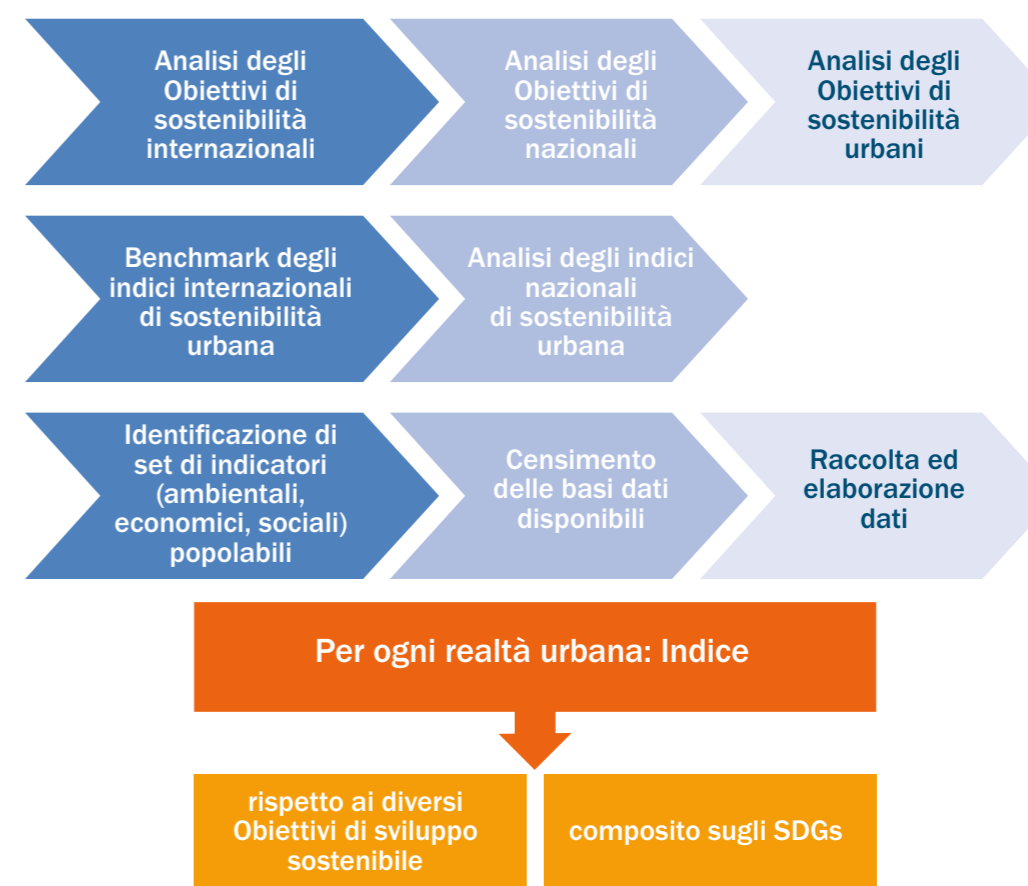 Analisi degli
Obiettivi di
sostenibilità
internazionali
Analisi degli
Obiettivi di
sostenibilità
nazionali
Analisi degli
Obiettivi di
sostenibilità
urbani
Benchmark degli
indici internazionali
di sostenibilità
urbana
Analisi degli indici
nazionali
di sostenibilità
urbana
Identificazione di
set di indicatori
(ambientali,
economici, sociali)
popolabili
Censimento
delle basi dati
disponibili
Raccolta ed
elaborazione
dati
Per ogni realtà urbana: Indice
rispetto ai diversi
Obiettivi di sviluppo
sostenibile
composito sugli SDGs